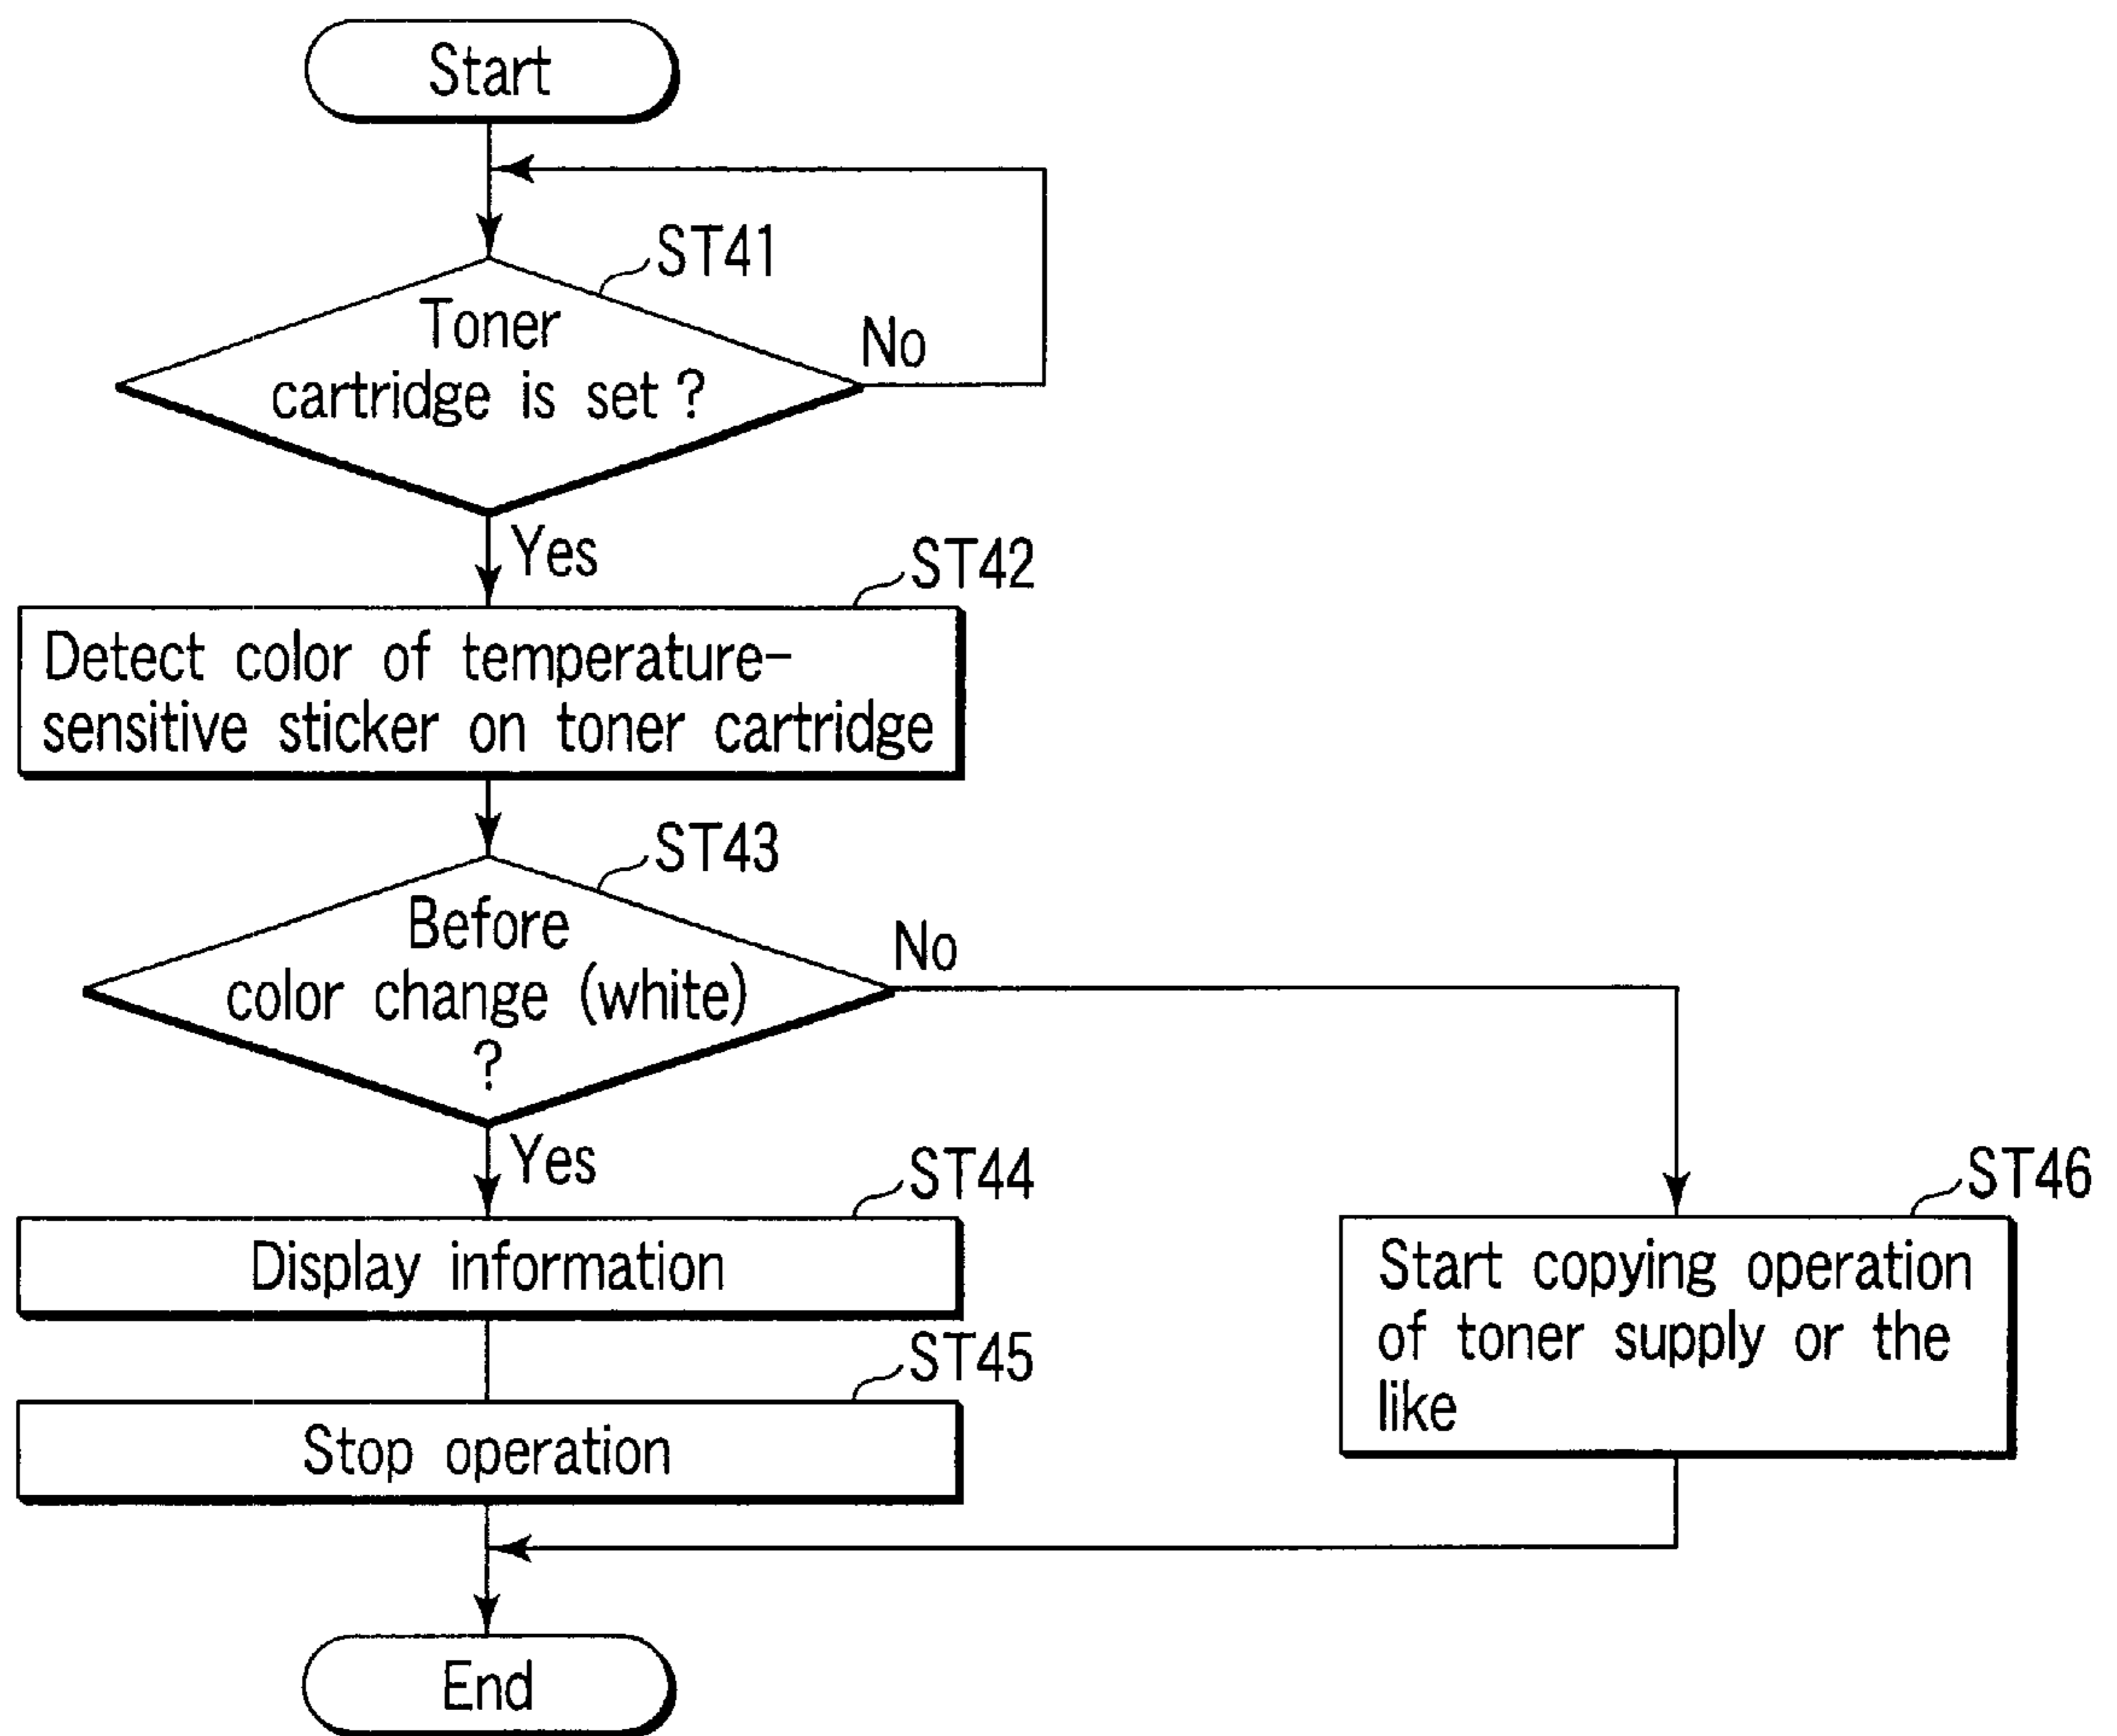 Start
ST41
Toner
cartridge is set ?
No
Yes
ST42
Detect color of temperature-
sensitive sticker on toner cartridge
ST43
Before
color change (white)
?
No
Yes
ST44
Display information
ST46
Start copying operation
of toner supply or the
like
ST45
Stop operation
End